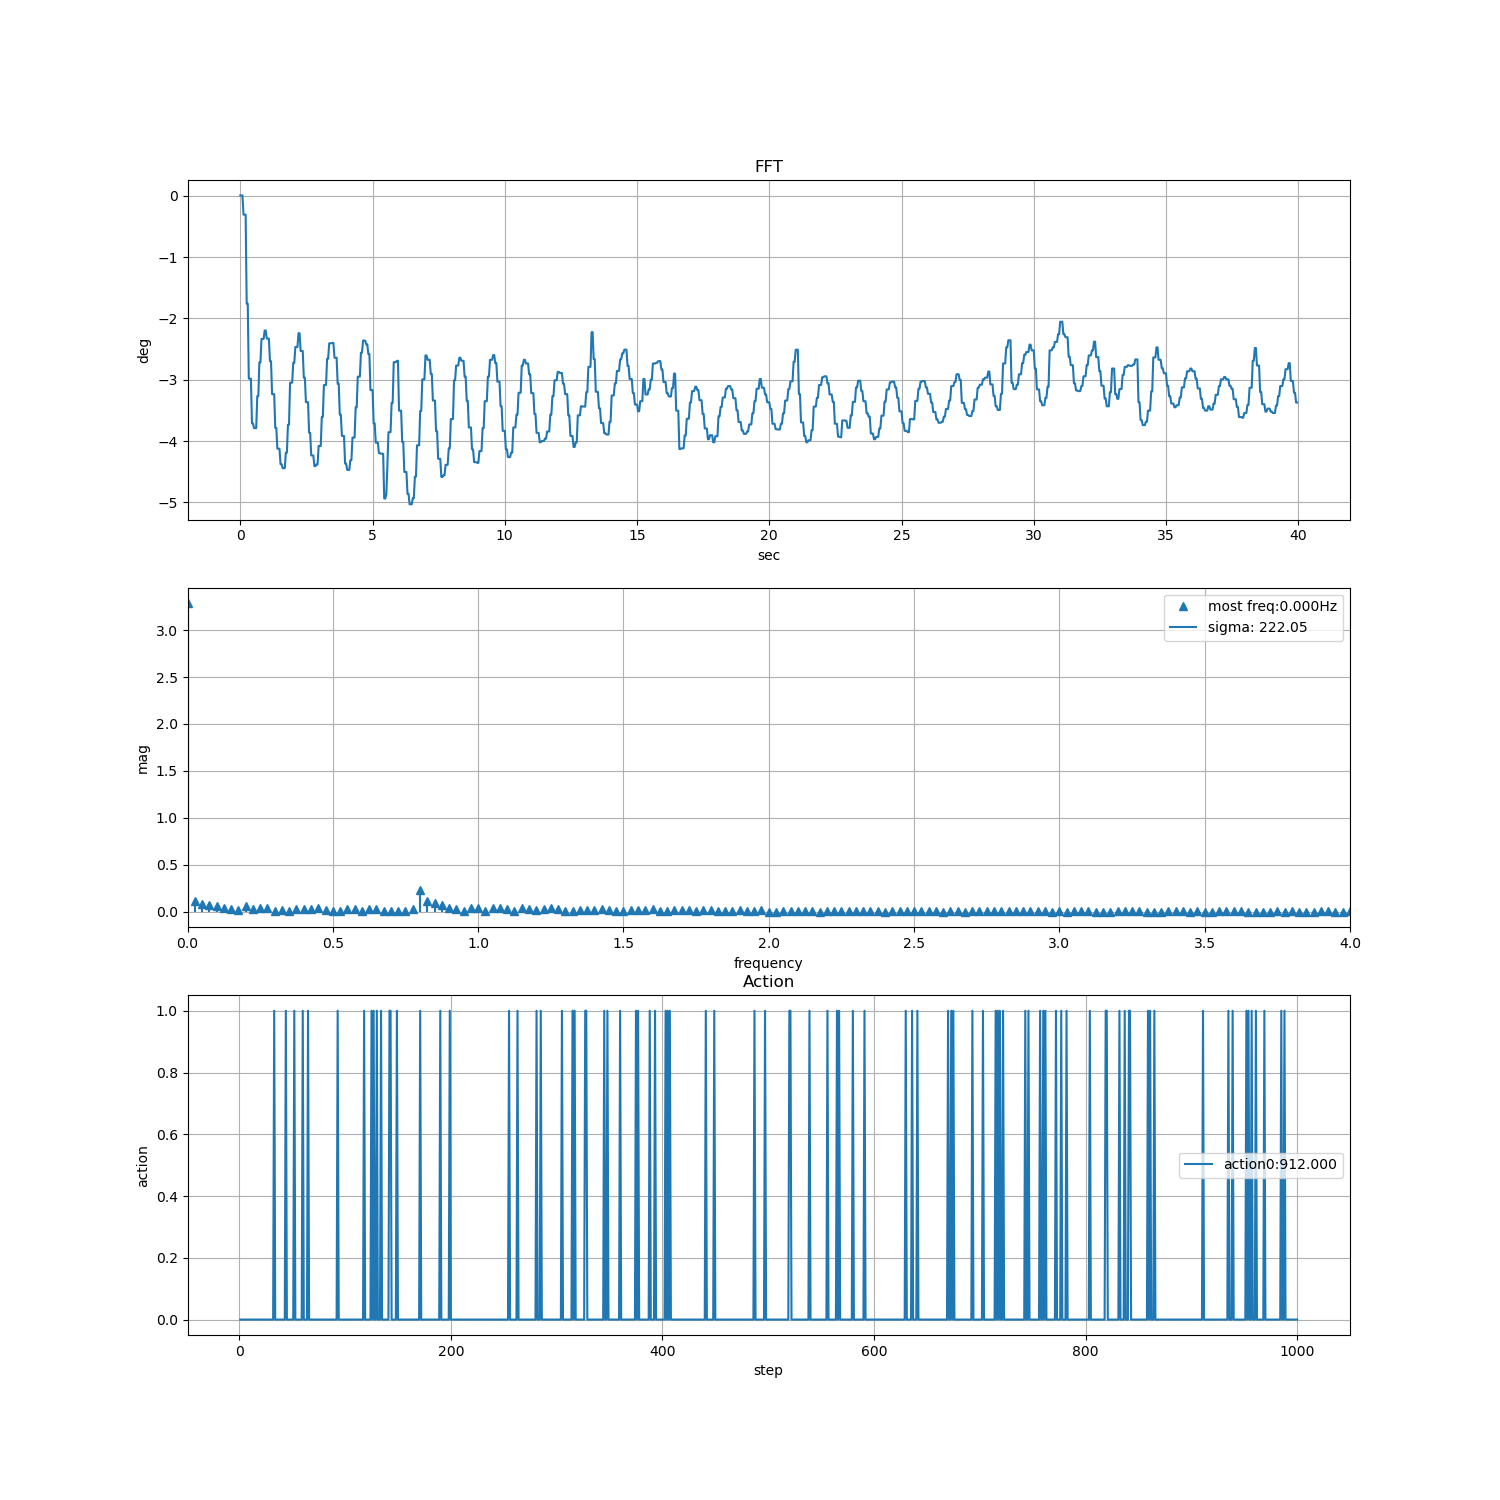 FFT
0
−1
−2
−3
−4
−5
deg
0 5 10 15 20 25 30 35 40
sec
most freq:0.000Hz
sigma: 222.05
3.0
2.5
2.0
1.5
1.0
0.5
0.0
mag
0.0 0.5 1.0 1.5 2.0 2.5 3.0 3.5 4.0
frequency
Action
1.0
0.8
0.6
0.4
0.2
0.0
action
action0:912.000
0 200 400 600 800 1000
step